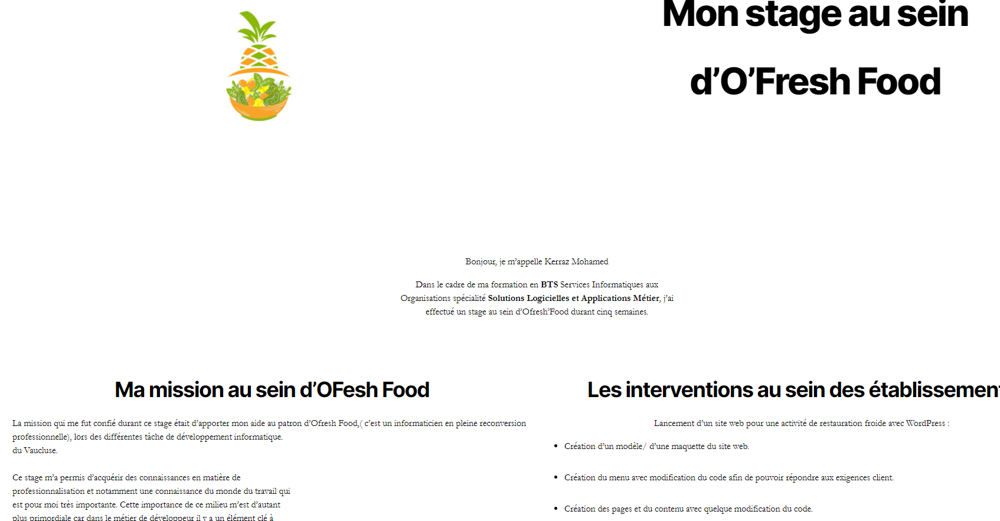 Mon stage au sein
d’O’Fresh Food
Bonjour, je m’appelle Kerraz Mohamed
Dans le cadre de ma formation en BTS Services Informatiques aux
Organisations spécialité Solutions Logicielles et Applications Métier, j’ai
effectué un stage au sein d’Ofresh’Food durant cinq semaines.
Ma mission au sein d’OFesh Food
La mission qui me fut confié durant ce stage était d’apporter mon aide au patron d’Ofresh Food,( c’est un informaticien en pleine reconversion
professionnelle), lors des différentes tâche de développement informatique.
du Vaucluse.
Ce stage m’a permis d’acquérir des connaissances en matière de
professionnalisation et notamment une connaissance du monde du travail qui
est pour moi très importante. Cette importance de ce milieu m’est d’autant
plus primordiale car dans le métier de développeur il y a un élément clé à
Les interventions au sein des établissemen
Lancement d’un site web pour une activité de restauration froide avec WordPress :
• Création d’un modèle/ d’une maquette du site web.
• Création du menu avec modification du code afin de pouvoir répondre aux exigences client.
• Création des pages et du contenu avec quelque modification du code.